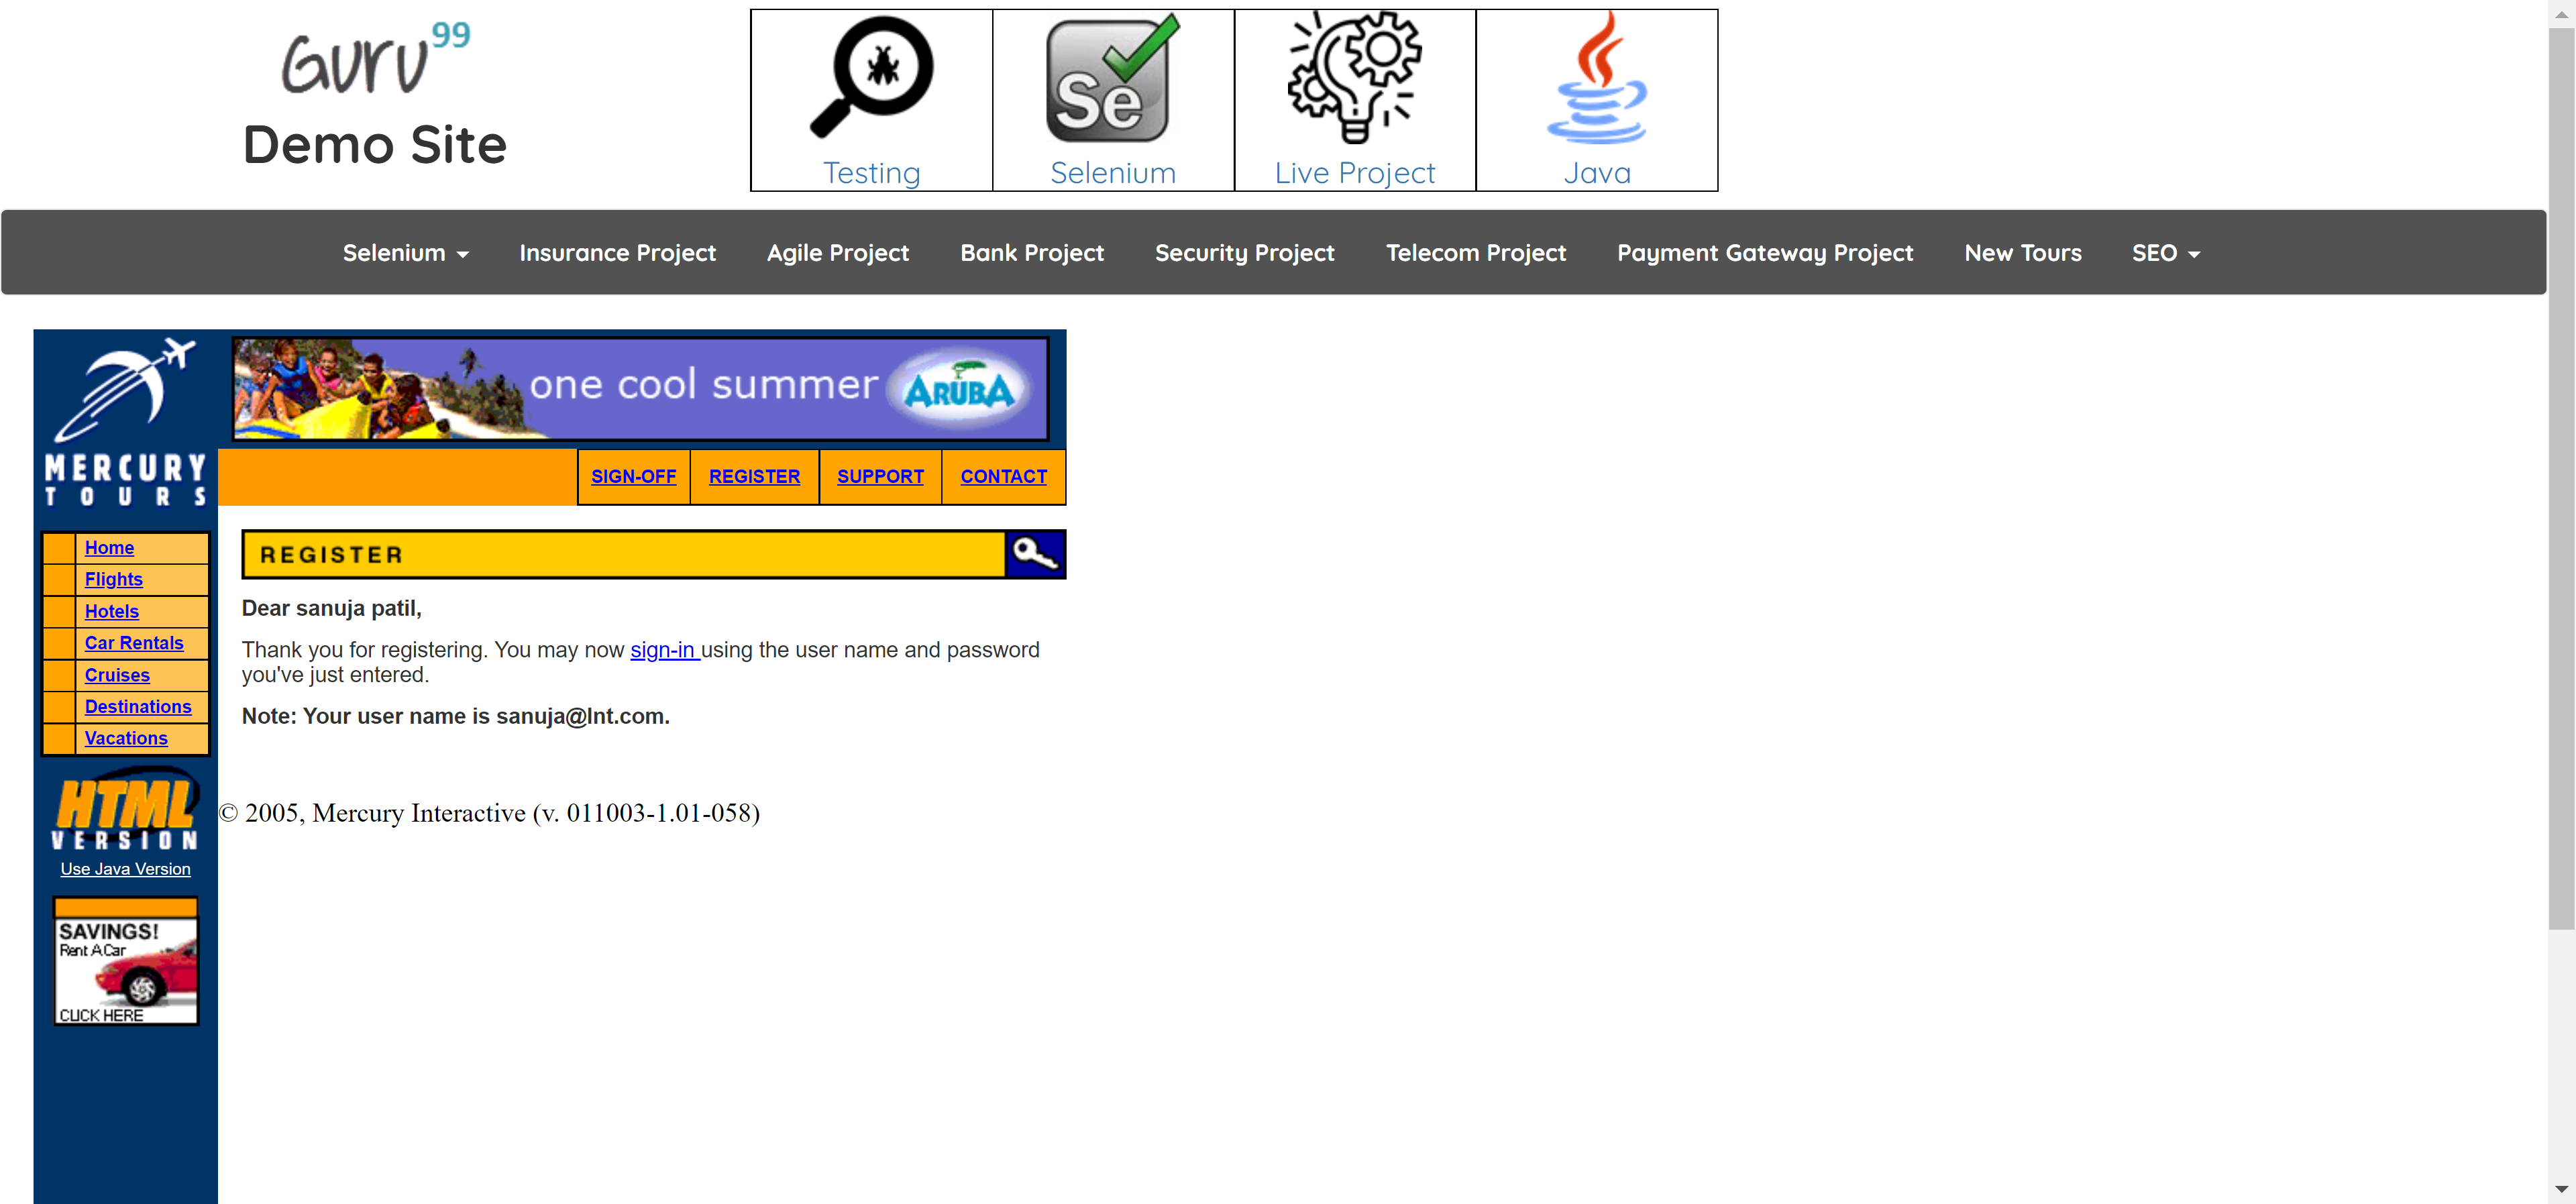 Guru99
Demo Site
Se
Testing
Selenium
Live Project
Java
Selenium
Insurance Project
Agile Project
Bank Project
Security Project
Telecom Project
Payment Gateway Project
New Tours
SEO
MERCURY
TOURS
one cool summer ARUBA
SIGN-OFF
REGISTER
SUPPORT
CONTACT
Home
Flights
Hotels
Car Rentals
Cruises
Destinations
Vacations
HTML
VERSION
Use Java Version
SAVINGS!
Rent A Car
CLICK HERE
REGISTER
Dear sanuja patil,
Thank you for registering. You may now sign-in using the user name and password
you've just entered.
Note: Your user name is sanuja@lnt.com.
© 2005, Mercury Interactive (v. 011003-1.01-058)